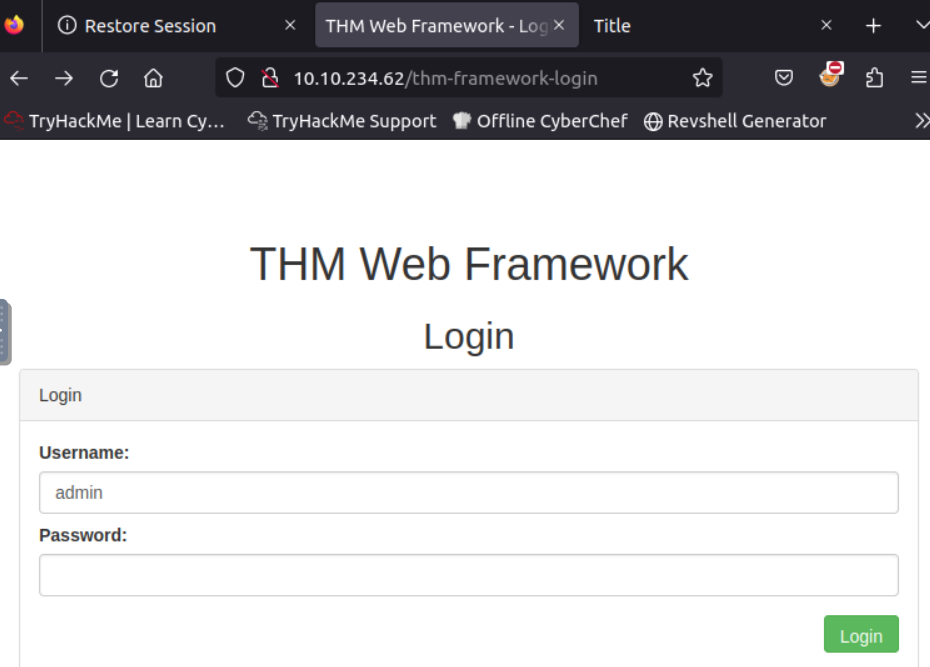 Restore Session
THM Web Framework - Log
Title
10.10.234.62/thm-framework-login
TryHackMe | Learn Cy...
TryHackMe Support
Offline CyberChef
Revshell Generator
THM Web Framework
Login
Login
Username:
admin
Password:
Login